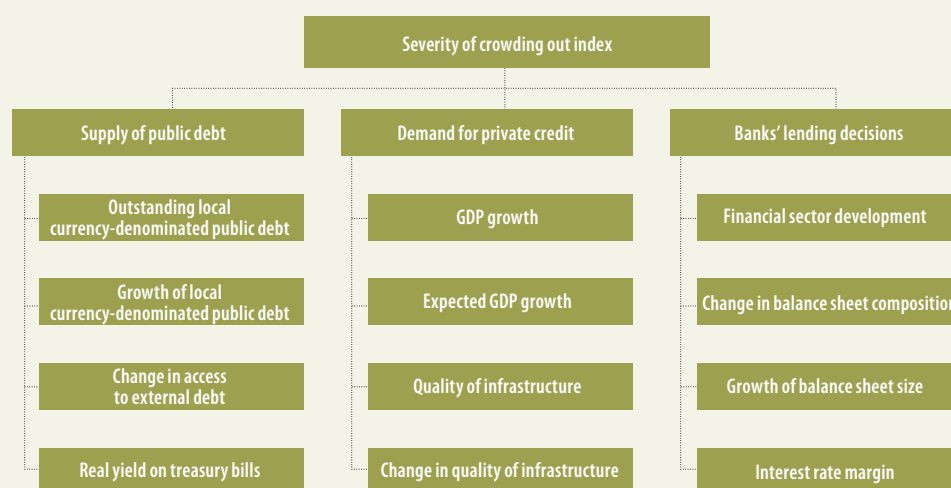 Severity of crowding out index
Supply of public debt
Outstanding local
currency-denominated public debt
Growth of local
currency-denominated public debt
Change in access
to external debt
Real yield on treasury bills
Demand for private credit
GDP growth
Expected GDP growth
Quality of infrastructure
Change in quality of infrastructure
Banks’ lending decisions
Financial sector development
Change in balance sheet composition
Growth of balance sheet size
Interest rate margin